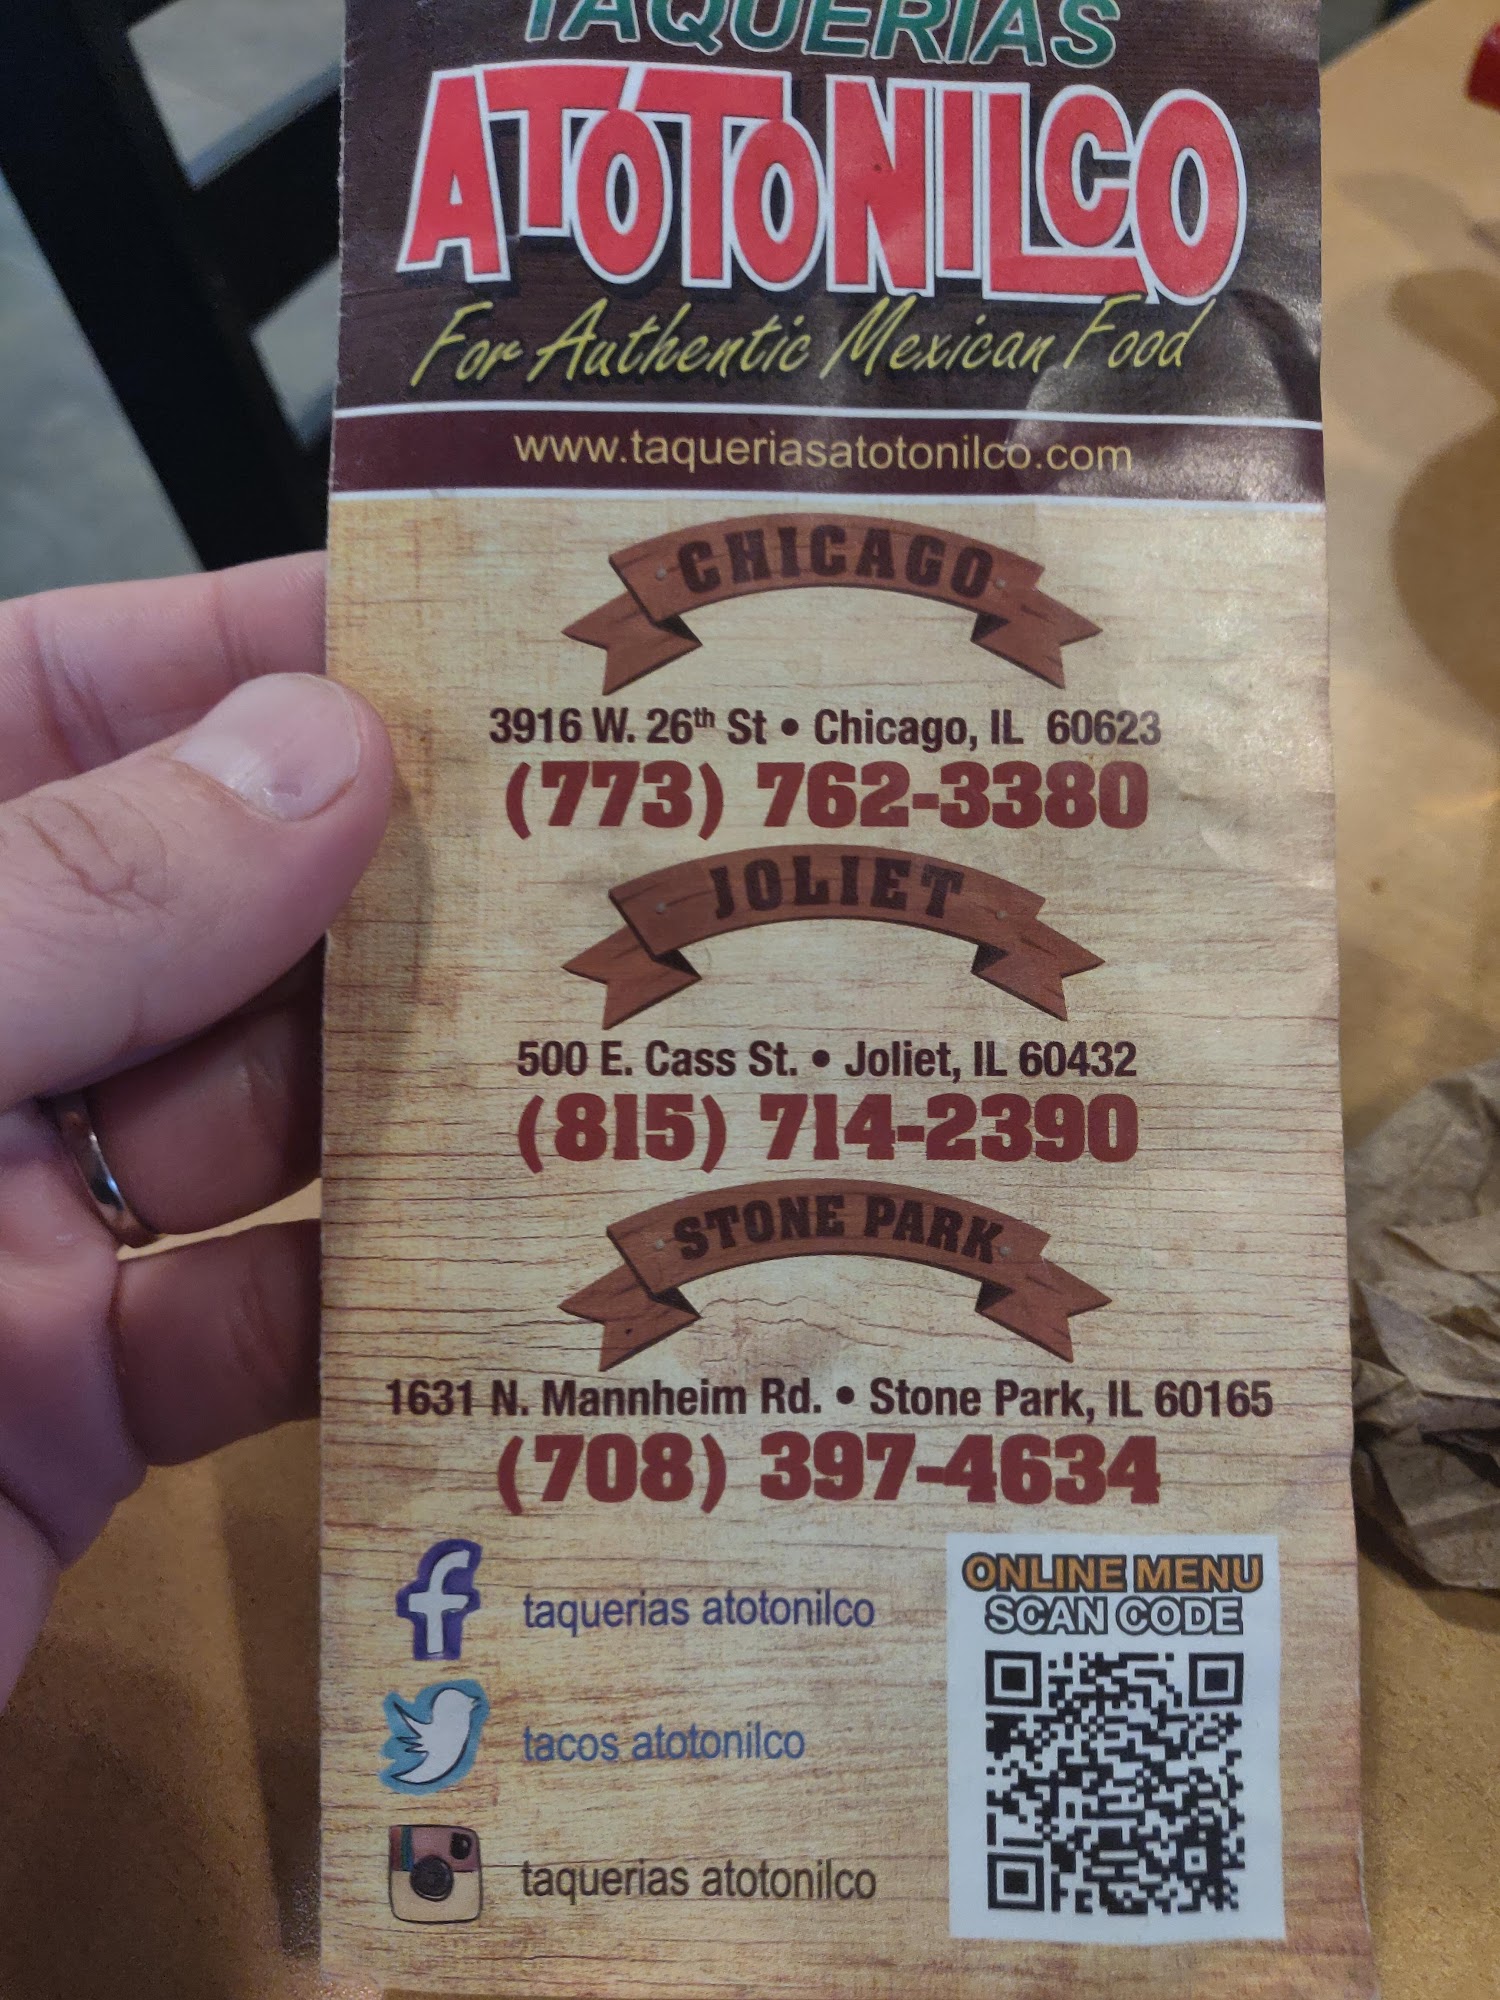 TAQUERIAS
ATOTONILCO
For Authentic Mexican Food
www.taqueriasatotonilco.com
CHICAGO
3916 W. 26th St • Chicago, IL 60623
(773) 762-3380
JOLIET
500 E. Cass St. • Joliet, IL 60432
(815) 714-2390
STONE PARK
1631 N. Mannheim Rd. • Stone Park, IL 60165
(708) 397-4634
f taquerias atotonilco
tacos atotonilco
taquerias atotonilco
ONLINE MENU
SCAN CODE